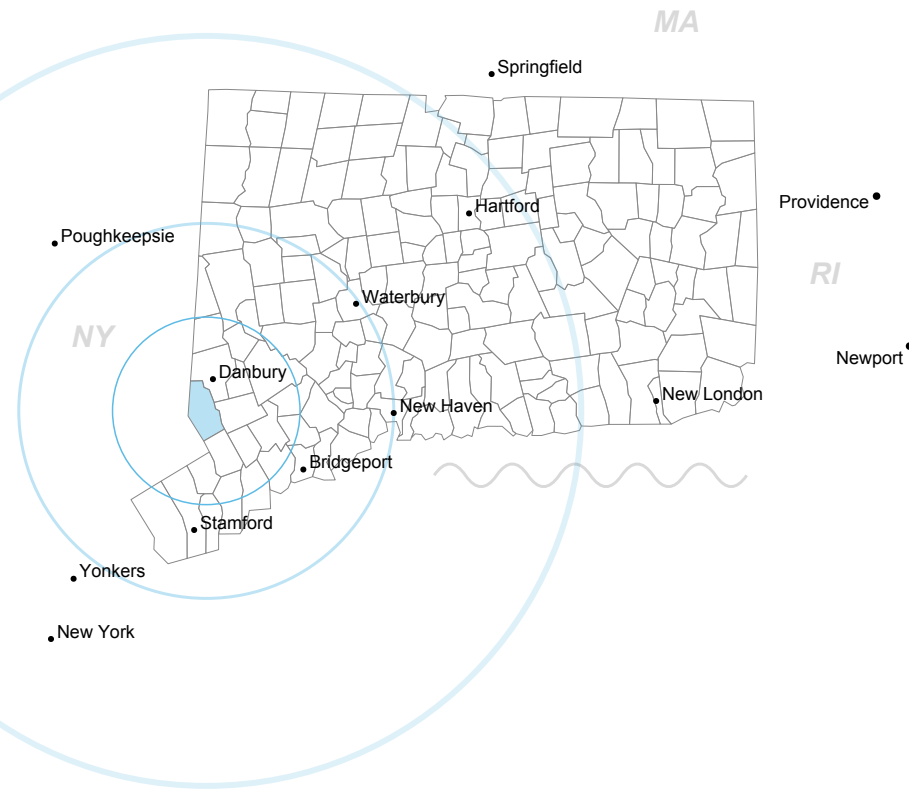 MA
Springfield
Providence
Hartford
Poughkeepsie
RI
Waterbury
NY
Newport
Danbury
New London
New Haven
Bridgeport
Stamford
Yonkers
New York